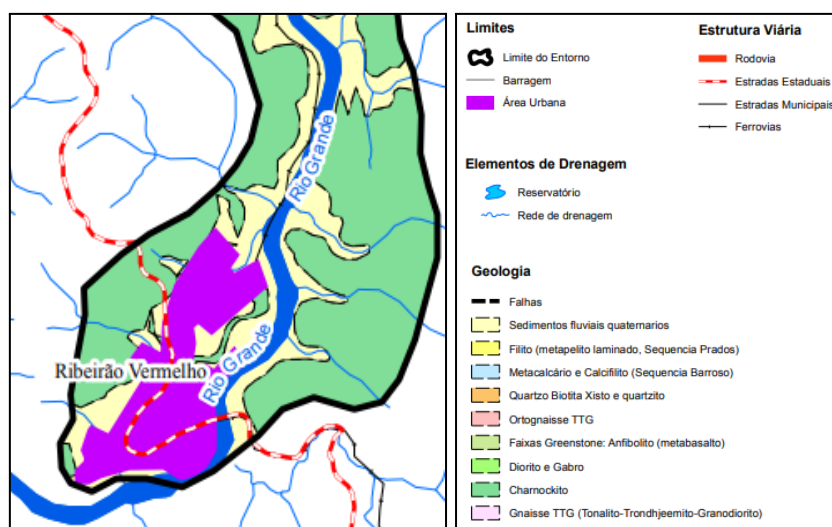 Rio Grande
Rio Grande
Ribeirão Vermelho
Limites
Limite do Entorno
Barragem
Área Urbana
Estrutura Viária
Rodovia
Estradas Estaduais
Estradas Municipais
Ferrovias
Elementos de Drenagem
Reservatório
Rede de drenagem
Geologia
Falhas
Sedimentos fluviais quaternarios
Filito (metapelito laminado, Sequencia Prados)
Metacalcário e Calcifilito (Sequencia Barroso)
Quartzo Biotita Xisto e quartzito
Ortognaisse TTG
Faixas Greenstone: Anfibolito (metabasalto)
Diorito e Gabro
Charnockito
Gnaisse TTG (Tonalito-Trondhjeemito-Granodiorito)